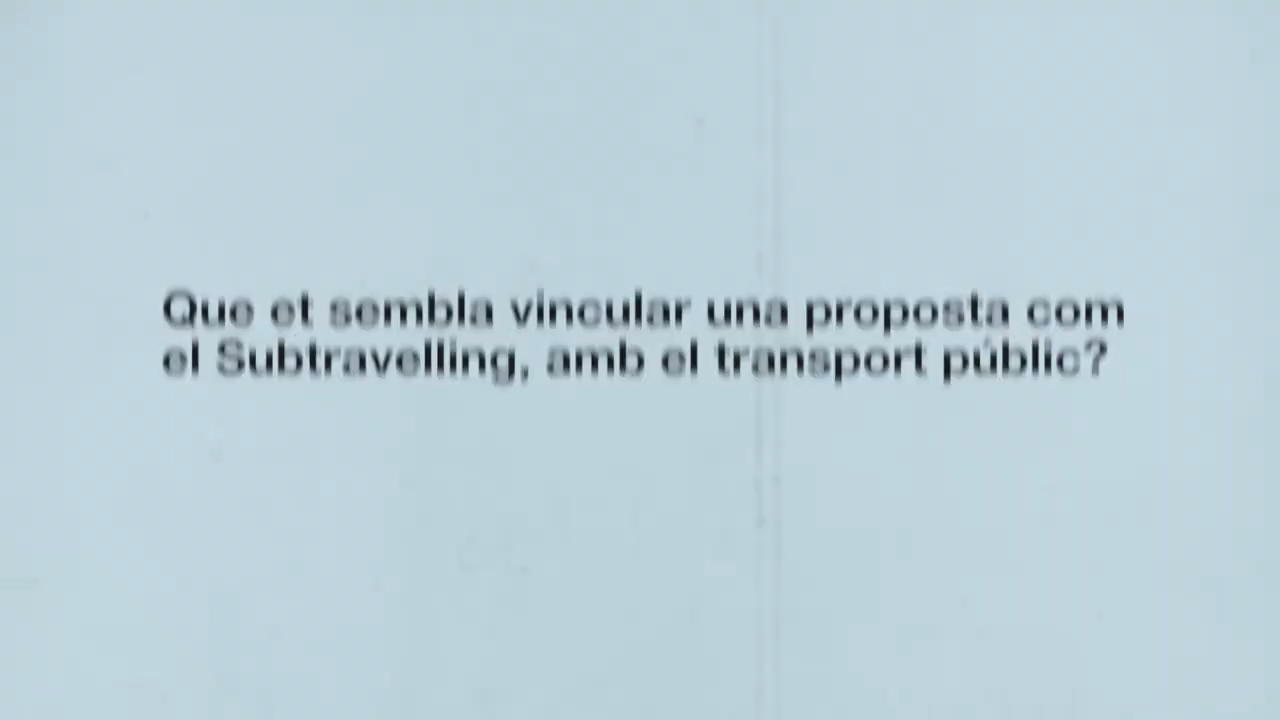 Que et sembla vincular una proposta com
el Subtravelling, amb el transport públic?